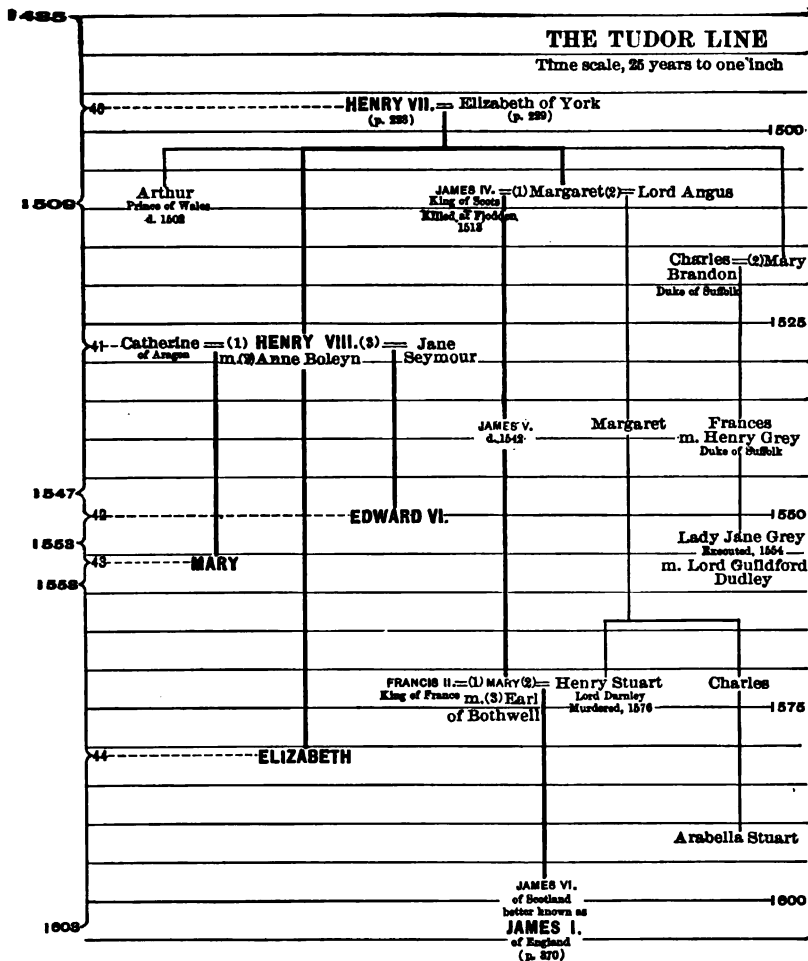 1485
THE TUDOR LINE
Time scale, 25 years to one inch
40 HENRY VII. = Elizabeth of York
(p. 228) (p. 229)
1500
Arthur
Prince of Wales
d. 1502
JAMES IV. =(1) Margaret (2)= Lord Angus
King of Scots
Killed at Flodden,
1513
1509
Charles =(2) Mary
Brandon
Duke of Suffolk
1525
41 Catherine =(1) HENRY VIII. (3)= Jane
of Aragon m.(2) Anne Boleyn Seymour
JAMES V.
d. 1542
Margaret
Frances
m. Henry Grey
Duke of Suffolk
1547
42 EDWARD VI. 1550
1553
Lady Jane Grey
Executed, 1554
m. Lord Guildford
Dudley
43 MARY
1558
FRANCIS II. =(1) MARY (2)= Henry Stuart Charles
King of France m.(3) Earl Lord Darnley
of Bothwell Murdered, 1576
1575
44 ELIZABETH
Arabella Stuart
JAMES VI.
of Scotland 1600
better known as
JAMES I.
of England
(p. 370)
1603